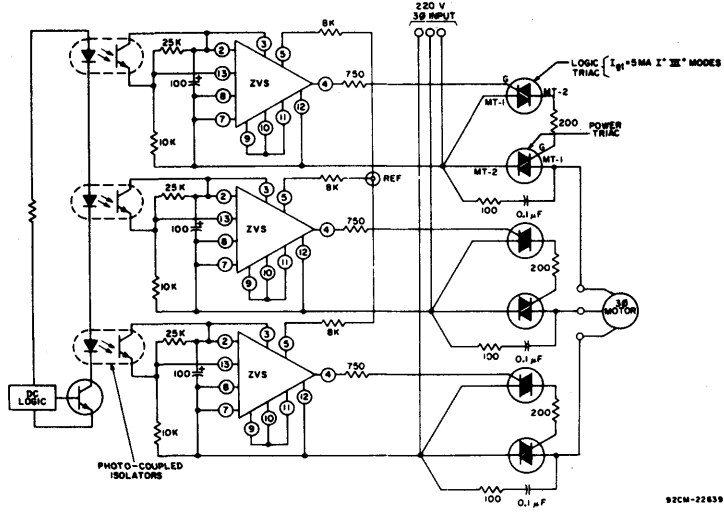 220 V
3Ø INPUT
8K
25K
2
3
5
13
100
+
ZVS
4
750
8
7
9
10
11
12
10K
G
MT-1
MT-2
LOGIC TRIAC { Ig1=5MA I+ III+ MODES
200
POWER TRIAC
G
MT-1
MT-2
100
0.1µF
REF
8K
25K
2
3
5
13
100
+
ZVS
4
750
8
7
9
10
11
12
10K
200
100
0.1µF
3Ø
MOTOR
8K
25K
2
3
5
13
100
+
ZVS
4
750
8
7
9
10
11
12
10K
200
100
0.1µF
DC
LOGIC
PHOTO-COUPLED
ISOLATORS
92CM-22639